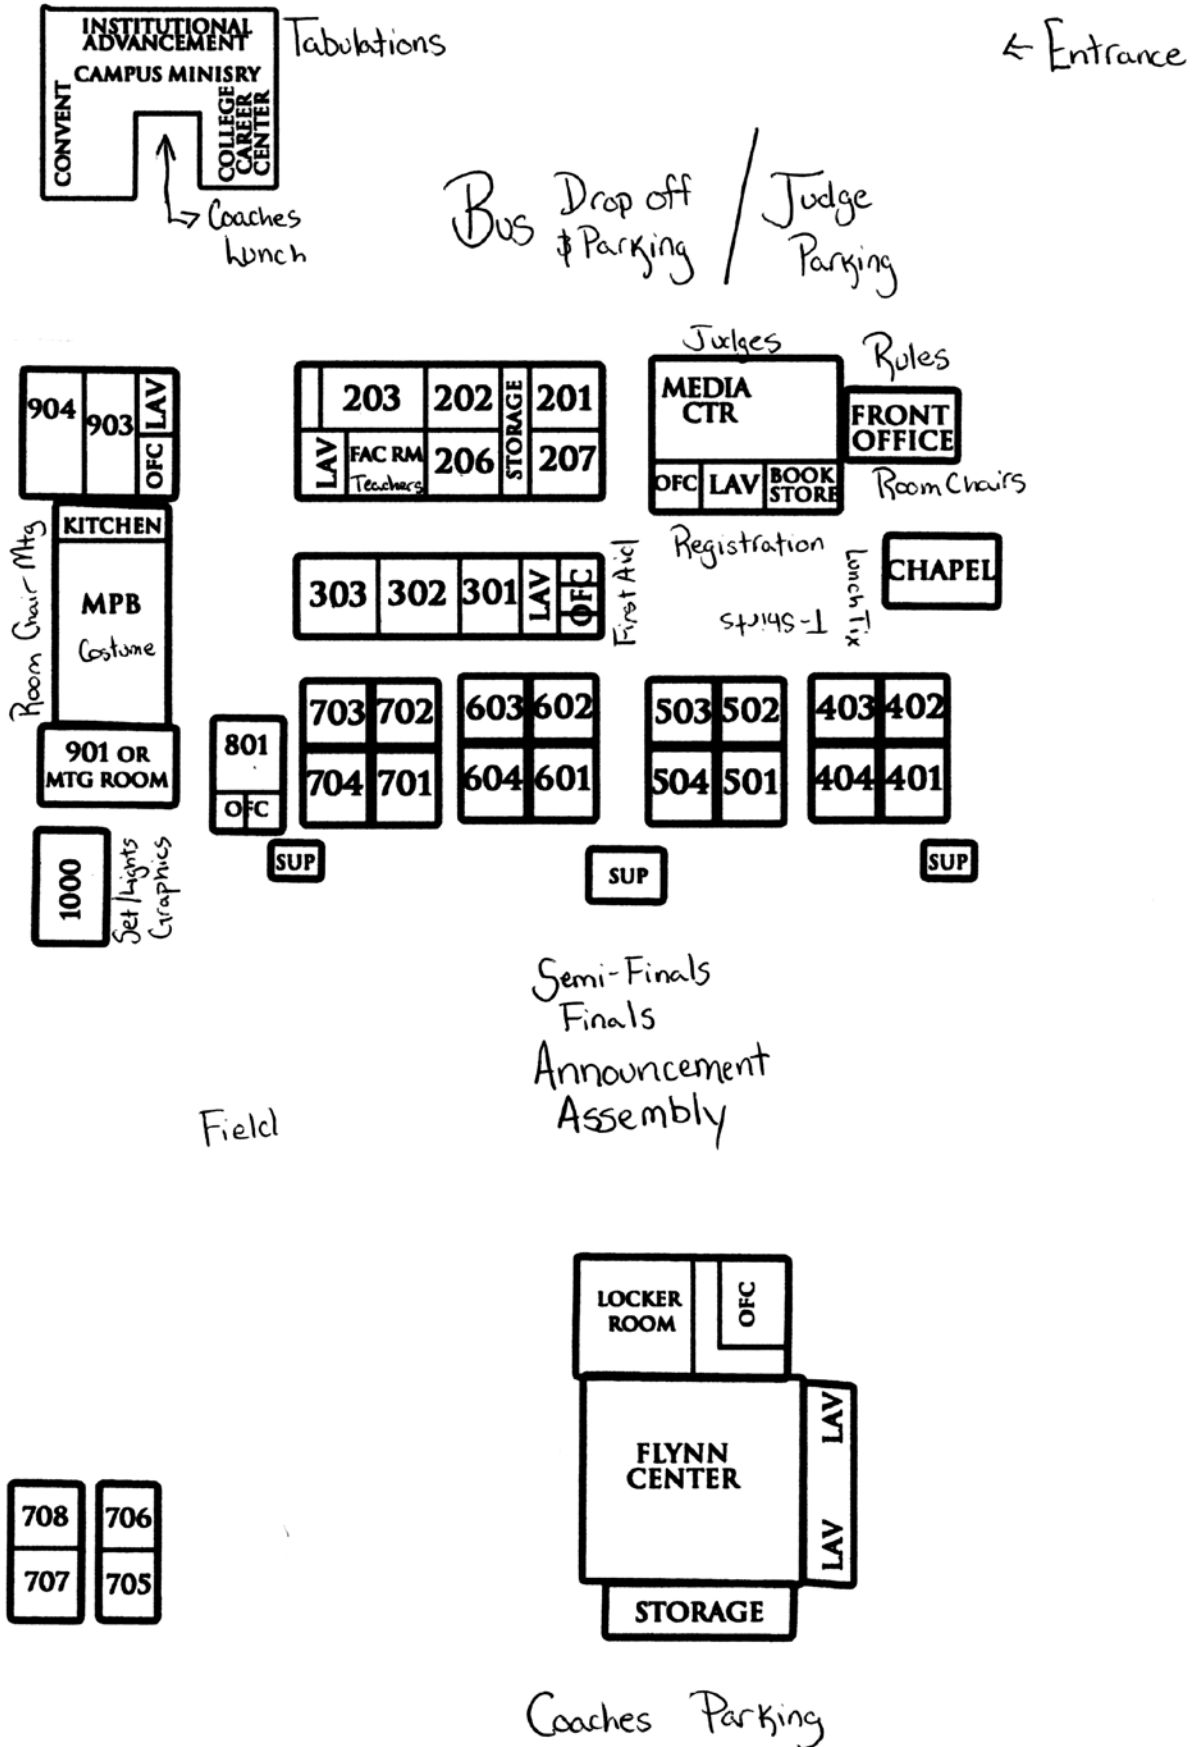 INSTITUTIONAL
ADVANCEMENT
CAMPUS MINISRY
CONVENT
COLLEGE
CAREER
CENTER
Tabulations
← Entrance
Coaches
Lunch
Bus Drop off
& Parking
/
Judge
Parking
904
903
LAV
OFC
203
202
STORAGE
201
LAV
FAC RM
Teachers
206
207
Judges
MEDIA
CTR
OFC
LAV
BOOK
STORE
Rules
FRONT
OFFICE
Room Chairs
Registration
KITCHEN
Room Chair Mtg
MPB
Costume
901 OR
MTG ROOM
303
302
301
LAV
OFC
First Aid
T-Shirts
Lunch Tix
CHAPEL
801
OFC
703
702
704
701
603
602
604
601
503
502
504
501
403
402
404
401
SUP
SUP
SUP
1000
Set/Lights
Graphics
Semi-Finals
Finals
Announcement
Assembly
Field
LOCKER
ROOM
OFC
FLYNN
CENTER
LAV
LAV
STORAGE
708
706
707
705
Coaches Parking